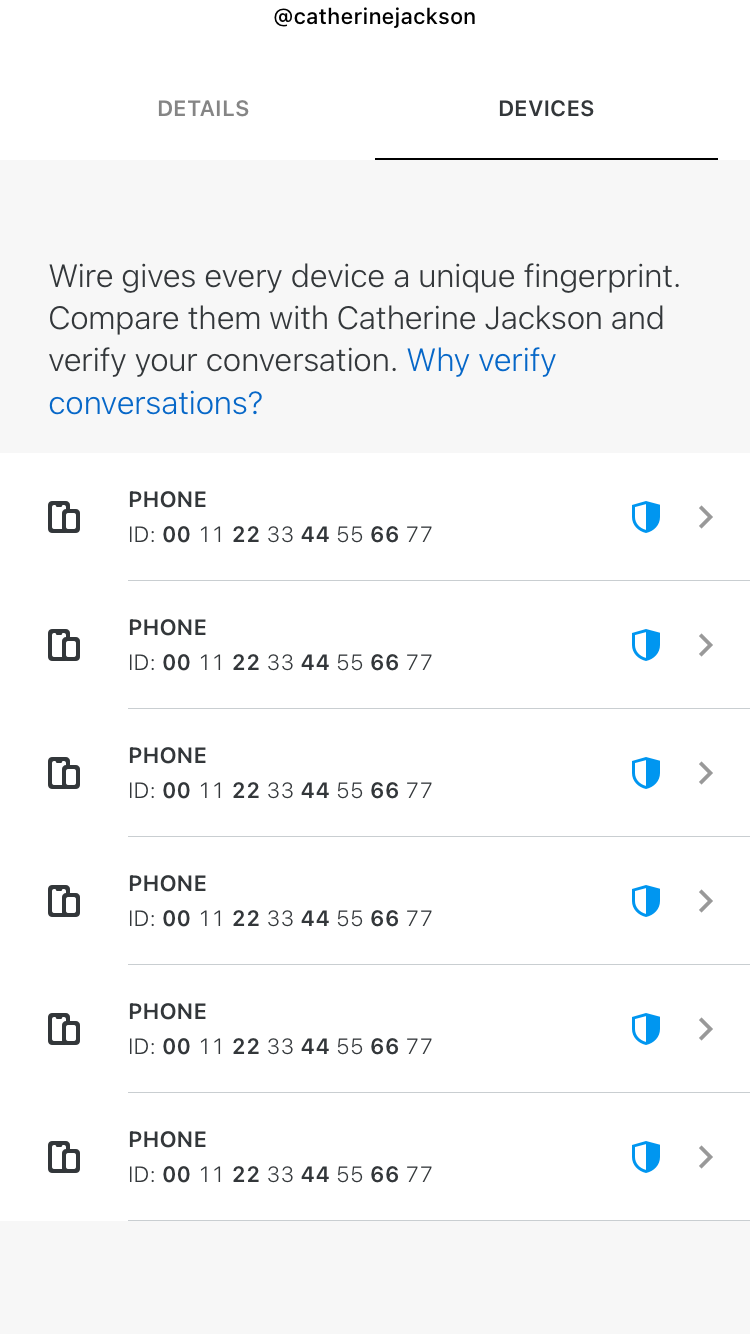 @catherinejackson
DETAILS
DEVICES
Wire gives every device a unique fingerprint.
Compare them with Catherine Jackson and
verify your conversation. Why verify
conversations?
PHONE
ID: 00 11 22 33 44 55 66 77
PHONE
ID: 00 11 22 33 44 55 66 77
PHONE
ID: 00 11 22 33 44 55 66 77
PHONE
ID: 00 11 22 33 44 55 66 77
PHONE
ID: 00 11 22 33 44 55 66 77
PHONE
ID: 00 11 22 33 44 55 66 77